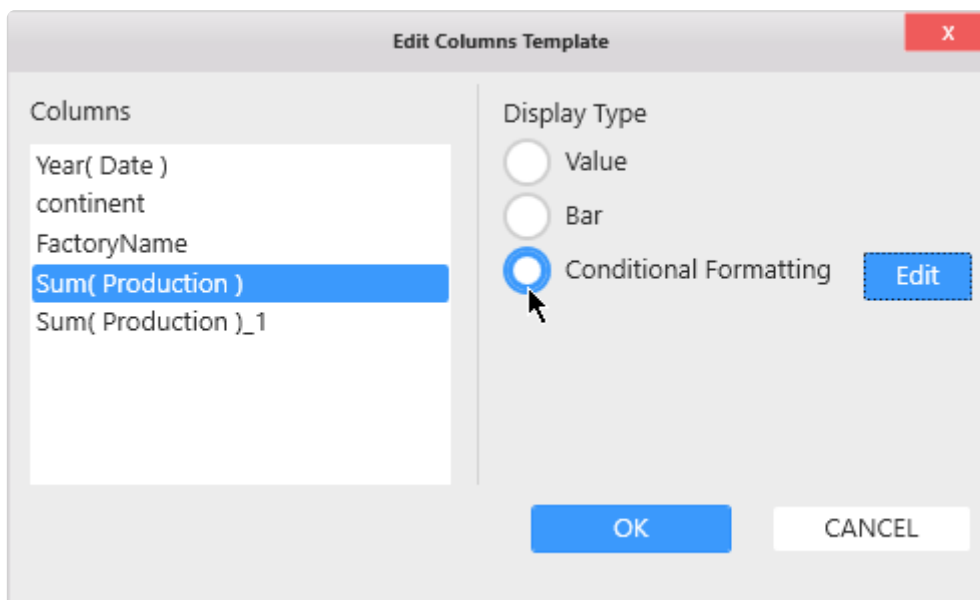 Edit Columns Template
X
Columns
Year( Date )
continent
FactoryName
Sum( Production )
Sum( Production )_1
Display Type
Value
Bar
Conditional Formatting
Edit
OK
CANCEL